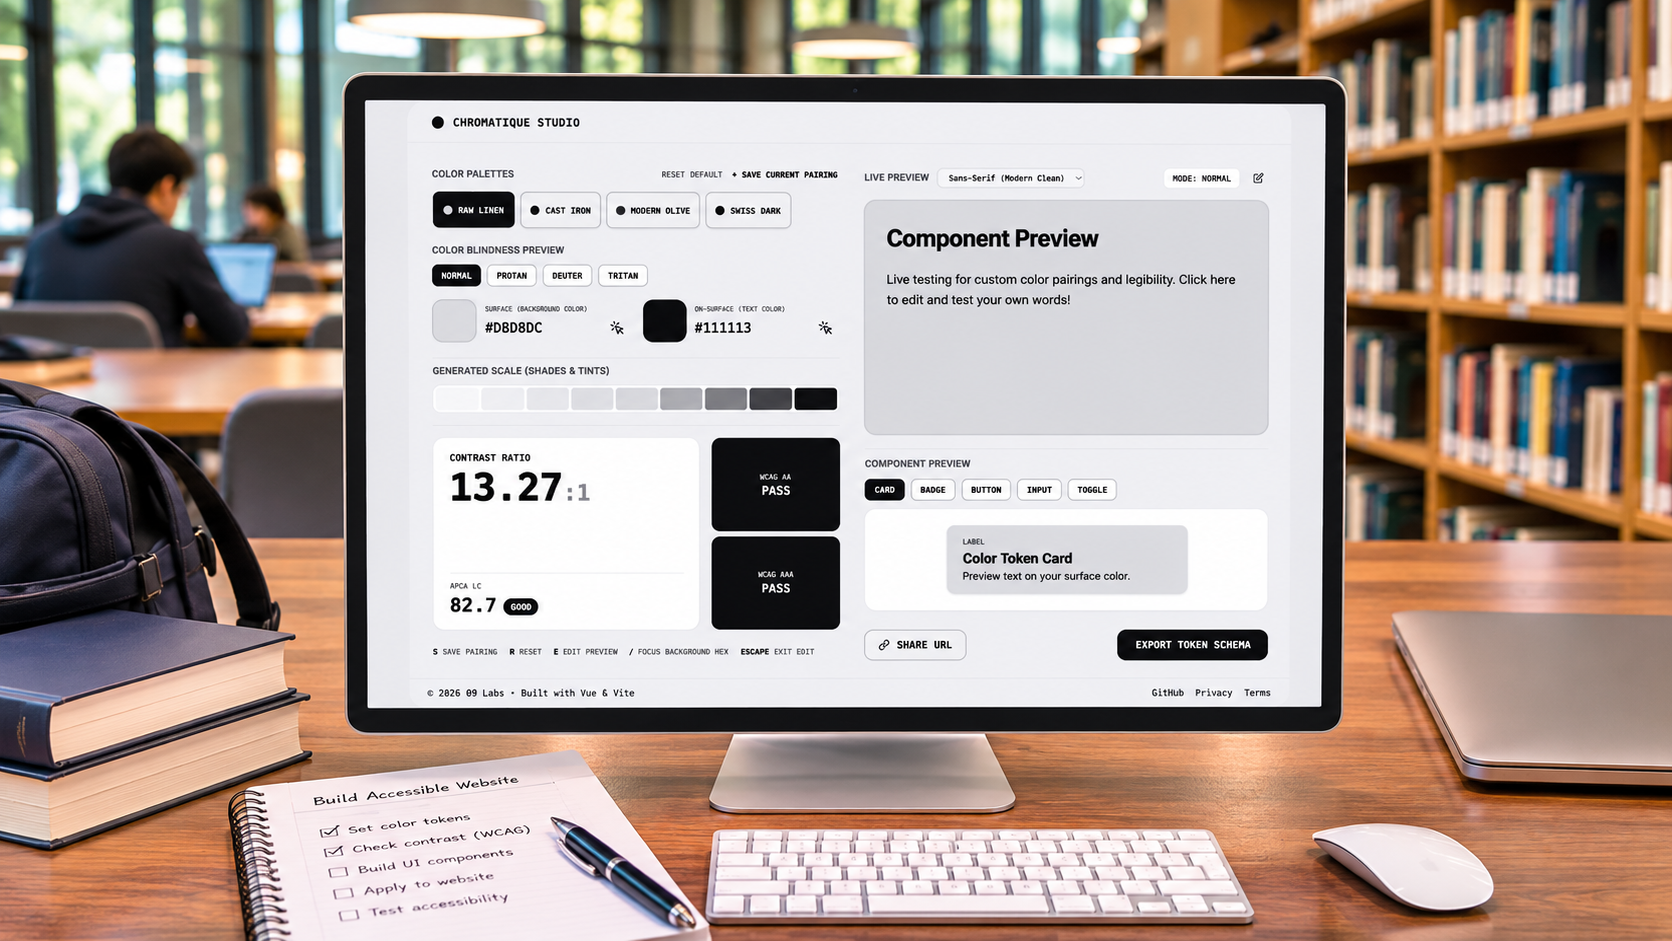 CHROMATIQUE STUDIO
COLOR PALETTES
RESET DEFAULT + SAVE CURRENT PAIRING
RAW LINEN
CAST IRON
MODERN OLIVE
SWISS DARK
COLOR BLINDNESS PREVIEW
NORMAL
PROTAN
DEUTER
TRITAN
SURFACE (BACKGROUND COLOR)
#D8D8DC
ON-SURFACE (TEXT COLOR)
#111113
GENERATED SCALE (SHADES & TINTS)
CONTRAST RATIO
13.27:1
APCA LC
82.7 GOOD
WCAG AA
PASS
WCAG AAA
PASS
S SAVE PAIRING R RESET E EDIT PREVIEW / FOCUS BACKGROUND HEX ESCAPE EXIT EDIT
LIVE PREVIEW
Sans-Serif (Modern Clean)
MODE: NORMAL
Component Preview
Live testing for custom color pairings and legibility. Click here
to edit and test your own words!
COMPONENT PREVIEW
CARD
BADGE
BUTTON
INPUT
TOGGLE
LABEL
Color Token Card
Preview text on your surface color.
SHARE URL
EXPORT TOKEN SCHEMA
© 2026 09 Labs • Built with Vue & Vite
GitHub Privacy Terms
Build Accessible Website
Set color tokens
Check contrast (WCAG)
Build UI components
Apply to website
Test accessibility